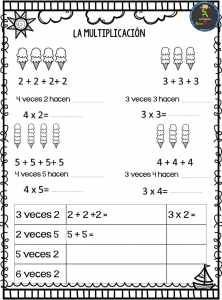 LA MULTIPLICACIÓN
2 + 2 + 2 + 2
3 + 3 + 3
4 veces 2 hacen
3 veces 3 hacen
4 x 2=
3 x 3=
5 + 5 + 5 + 5
4 + 4 + 4
4 veces 5 hacen
3 veces 4 hacen
4 x 5=
3 x 4=
3 veces 2 2 + 2 +2= 3 x 2 =
2 veces 5 5 + 5 =
5 veces 2
6 veces 2